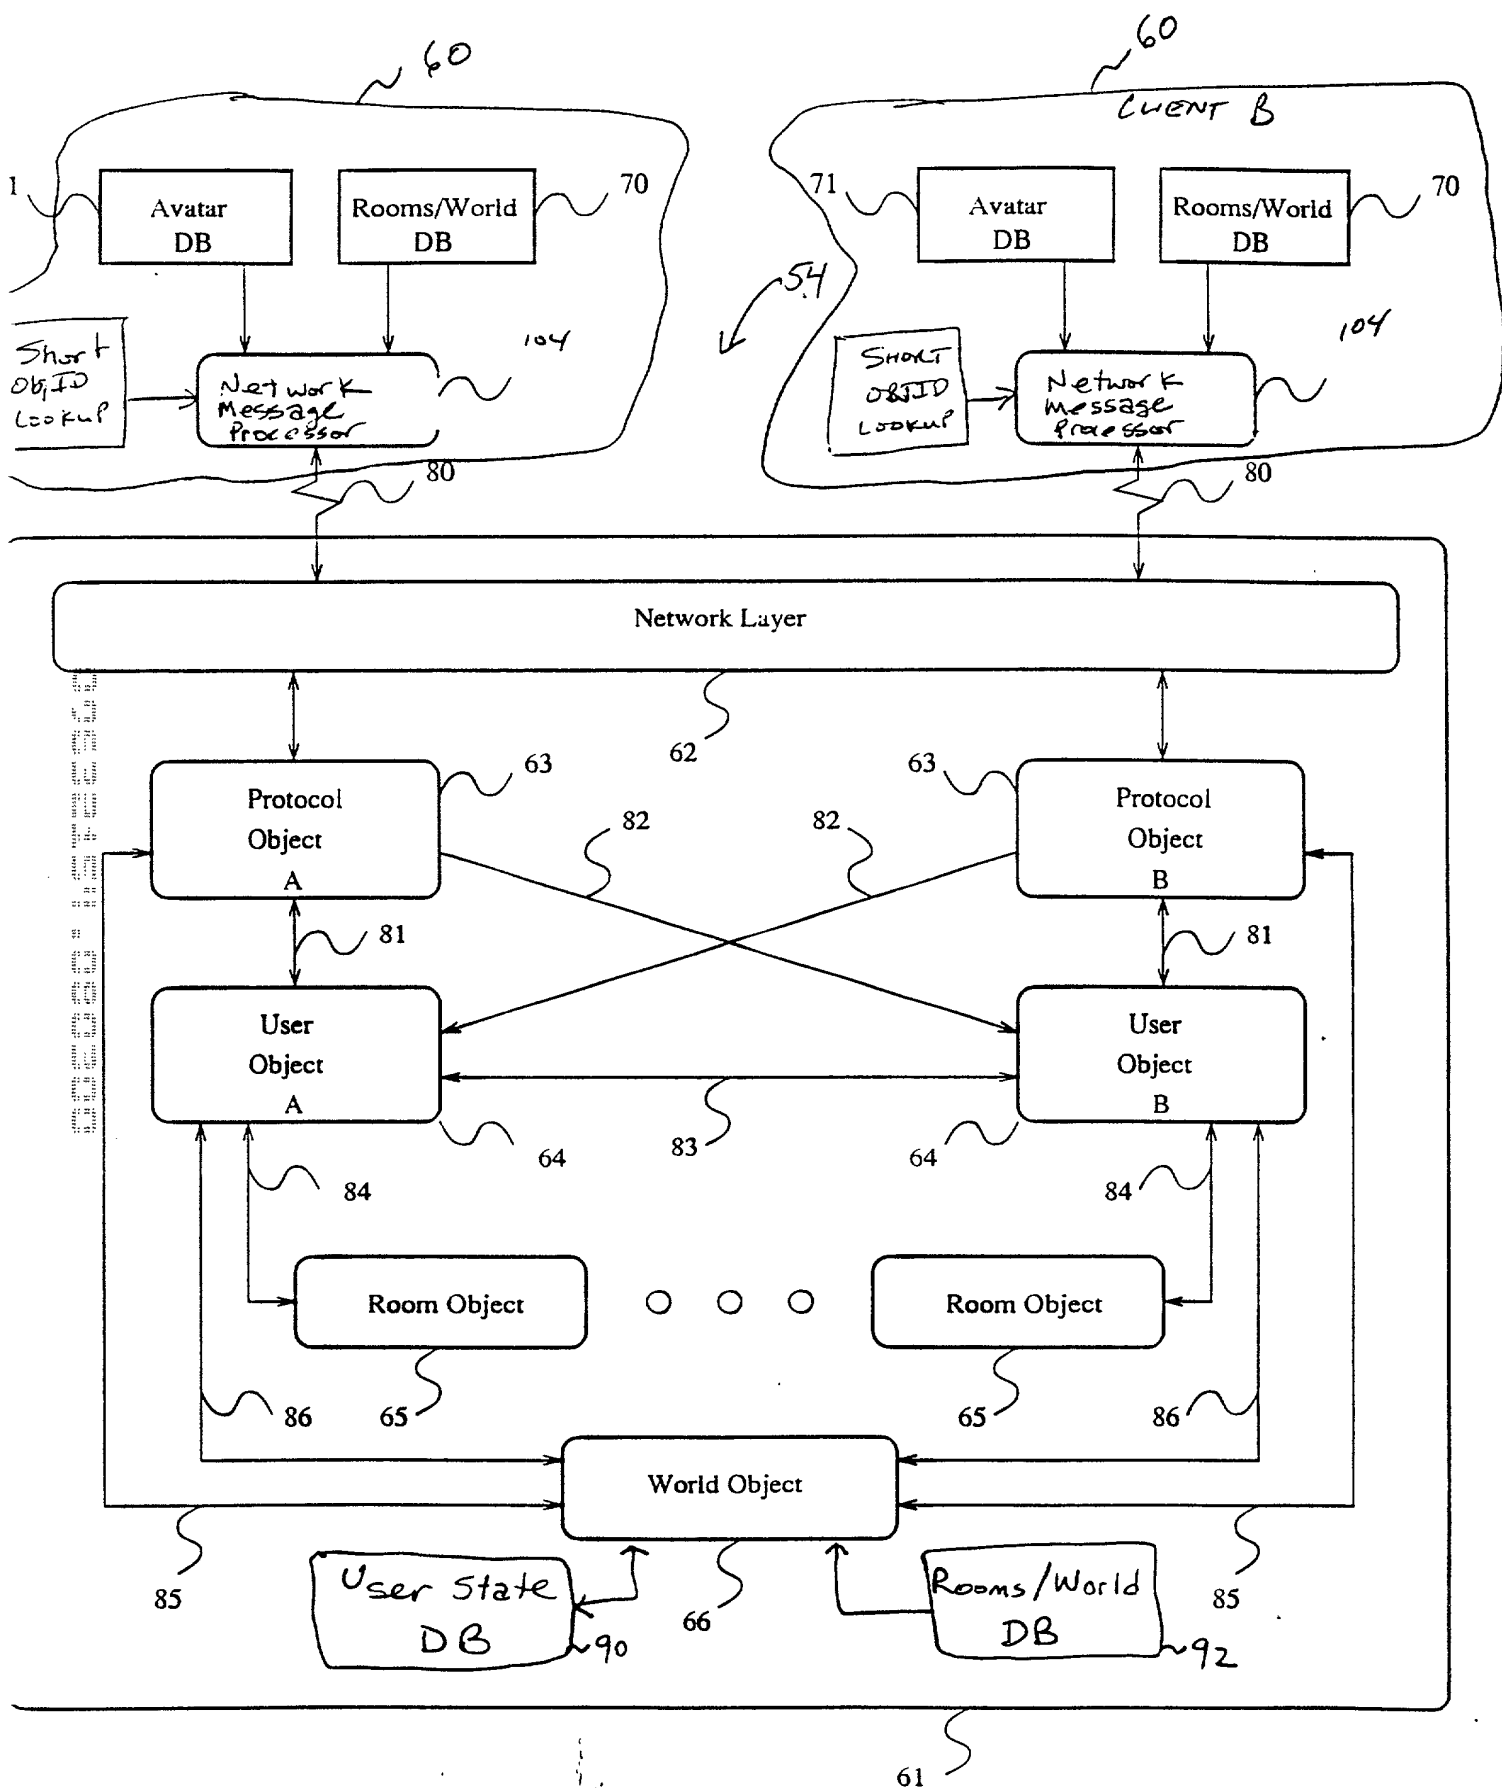 60
60
CLIENT B
1
Avatar
DB
Rooms/World
DB
70
71
Avatar
DB
Rooms/World
DB
70
54
Short
ObjID
Lookup
Network
Message
Processor
104
SHORT
OBJID
LOOKUP
Network
Message
Processor
104
80
80
Network Layer
62
Protocol
Object
A
63
63
Protocol
Object
B
82
82
81
81
User
Object
A
User
Object
B
64
83
64
84
84
Room Object
Room Object
65
65
86
86
World Object
85
85
User State
DB
90
66
Rooms/World
DB
92
61